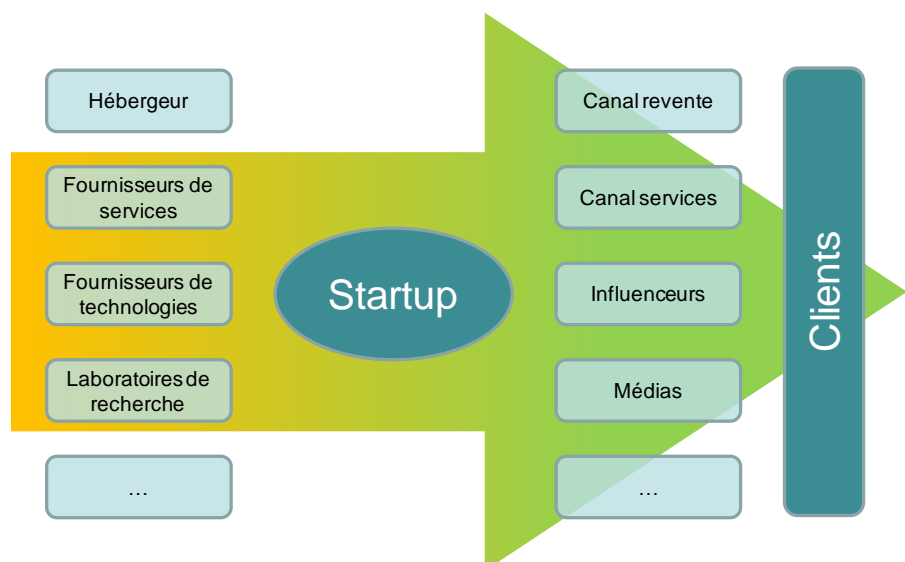 Hébergeur
Fournisseurs de
services
Fournisseurs de
technologies
Laboratoires de
recherche
…
Startup
Canal revente
Canal services
Influenceurs
Médias
…
Clients